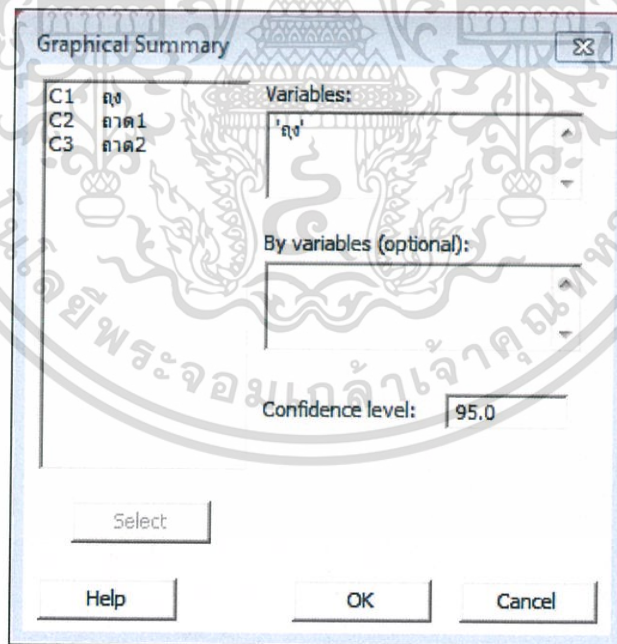 Graphical Summary
C1 ถุง
C2 ถาด1
C3 ถาด2
Variables:
'ถุง'
By variables (optional):
Confidence level: 95.0
Select
Help OK Cancel